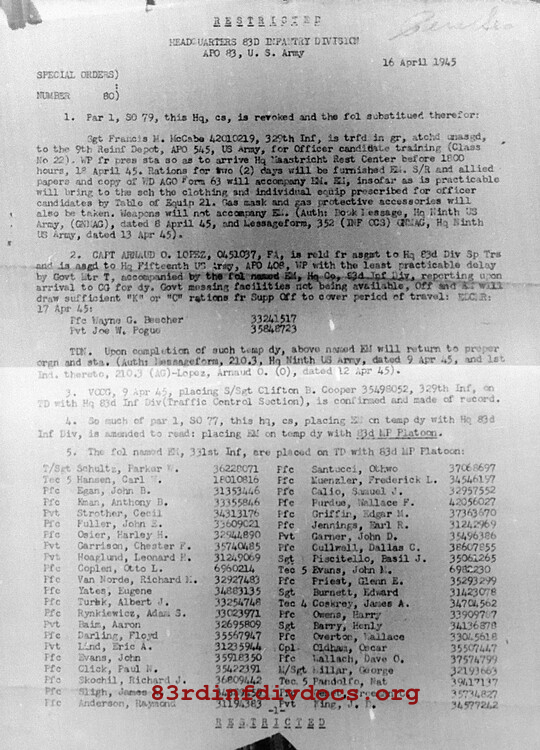 RESTRICTED
HEADQUARTERS 83D INFANTRY DIVISION
APO 83, U. S. Army
16 April 1945
SPECIAL ORDERS)
:
NUMBER 80)
1. Par 1, SO 79, this Hq, cs, is revoked and the fol substitued therefor:
Sgt Francis H. McCabe 42010219, 329th Inf, is trfd in gr, atchd unasgd,
to the 9th Reinf Depot, APO 545, US Army, for Officer candidate training (Class
No 22). WP fr pres sta so as to arrive Hq Maastricht Rest Center before 1800
hours, 18 April 45. Rations for two (2) days will be furnished EM. S/R and allied
papers and copy of WD AGO Form 63 will accompany EM. EM, insofar as is practicable
will bring to the sch the clothing and individual equip prescribed for officer
candidates by Table of Equip 21. Gas mask and gas protective accessories will
also be taken. Weapons will not accompany EM. (Auth: Book Message, Hq Ninth US
Army, (GNMAG), dated 8 April 45, and Messageform, 352 (INF OCS) GNMAG, Hq Ninth
US Army, dated 13 Apr 45).
2. CAPT ARNAUD O. LOPEZ, 0451037, FA, is reld fr asgmt to Hq 83d Div Sp Trs
and is asgd to Hq Fifteenth US Army, APO 408, WP with the least practicable delay
by Govt Mtr T, accompanied by the fol named EM, Hq Co, 83d Inf Div, reporting upon
arrival to CG for dy. Govt messing facilities not being available, Off and EM will
draw sufficient "K" or "C" rations fr Supp Off to cover period of travel: EDCMR:
17 Apr 45:
Pfc Wayne G. Beecher 33241517
Pvt Joe W. Pogue 35848723
TDN. Upon completion of such temp dy, above named EM will return to proper
orgn and sta. (Auth: Messageform, 210.3, Hq Ninth US Army, dated 9 Apr 45, and 1st
Ind. thereto, 210.3 (AG)-Lopez, Arnaud O. (O), dated 12 Apr 45).
3. VOCG, 9 Apr 45, placing S/Sgt Clifton B. Cooper 35498052, 329th Inf, on
TD with Hq 83d Inf Div(Traffic Control Section), is confirmed and made of record.
4. So much of par 1, SO 77, this hq, cs, placing EM on temp dy with Hq 83d
Inf Div, is amended to read: placing EM on temp dy with 83d MP Platoon.
5. The fol named EM, 331st Inf, are placed on TD with 83d MP Platoon:
T/Sgt Schultz, Parker W. 36228071 Pfc Santucci, Othwo 37068697
Tec 5 Hansen, Carl W. 18010816 Pfc Kuenzler, Frederick L. 34546197
Pfc Egan, John B. 31353446 Pfc Calio, Samuel J. 32957552
Pfc Eman, Anthony B. 33355846 Pfc Purdue, Wallace F. 42056027
Pvt Strother, Cecil 34313176 Pfc Griffin, Edgar M. 37363670
Pfc Fuller, John E. 33609021 Pfc Jennings, Earl R. 31242969
Pfc Osier, Harley H. 32944890 Pvt Garner, John D. 35496386
Pvt Garrison, Chester F. 35740485 Pfc Cullwell, Dallas C. 38607855
Pvt Hoaglund, Leonard H. 31249069 Sgt Piscitello, Basil J. 35061265
Pfc Coplen, Otto L. 6960214 Tec 5 Evans, John M.
Pfc Van Norde, Richard K. 32927483 Pfc Priest, Glenn E. 35293299
Pfc Yates, Eugene 34883135 Sgt Burnett, Edward 31423078
Pfc Turek, Albert J. 33254748 Tec 4 Coskrey, James A. 34704562
Pfc Rynkiewicz, Adam S. 33023971 Pfc Owens, Harry
Pvt Baim, Aaron 32695809 Sgt Barry, Henly 34136878
Pfc Darling, Floyd 35567947 Pfc Overton, Wallace 33045618
Pvt Lind, Eric A. 31235944 Cpl Oldham, Oscar 35507447
Pfc Evans, John 35918350 Pfc Wallach, Dave O. 37574799
Pfc Click, Paul N. 35422391 M/Sgt Millar, George 32193663
Pfc Skochil, Richard J. 36809442 Tec 5 Pandolfo, Nat 39417137
Pfc Sligh, James 35734827
Pfc Anderson, Raymond 31194383 Pvt King, J. 34577242
83rdinfdivdocs.org
-1-
RESTRICTED